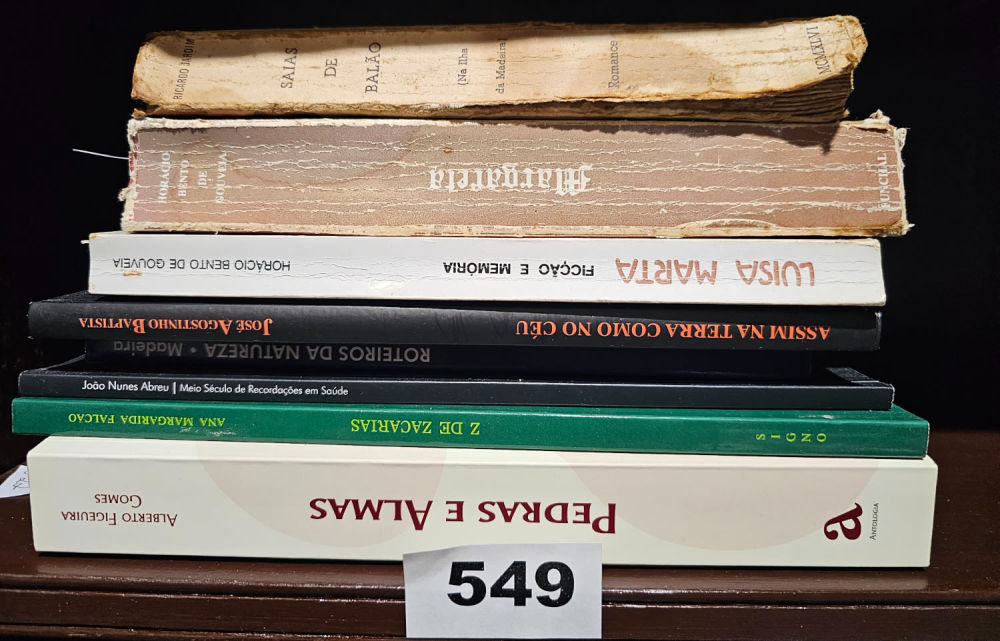 RICARDO JARDIM
SAIAS
DE
BALÃO
(Na Ilha
da Madeira)
Romance
MCMXLVI
HORÁCIO
BENTO
DE
GOUVEIA
Margareta
FUNCHAL
LUISA MARTA
FICÇÃO E MEMÓRIA
HORÁCIO BENTO DE GOUVEIA
ASSIM NA TERRA COMO NO CÉU
JOSÉ AGOSTINHO BAPTISTA
ROTEIROS DA NATUREZA • Madeira
João Nunes Abreu | Meio Século de Recordações em Saúde
SIGNO
Z DE ZACARIAS
ANA MARGARIDA FALCÃO
a
ANTOLOGIA
PEDRAS E ALMAS
ALBERTO FIGUEIRA
GOMES
549